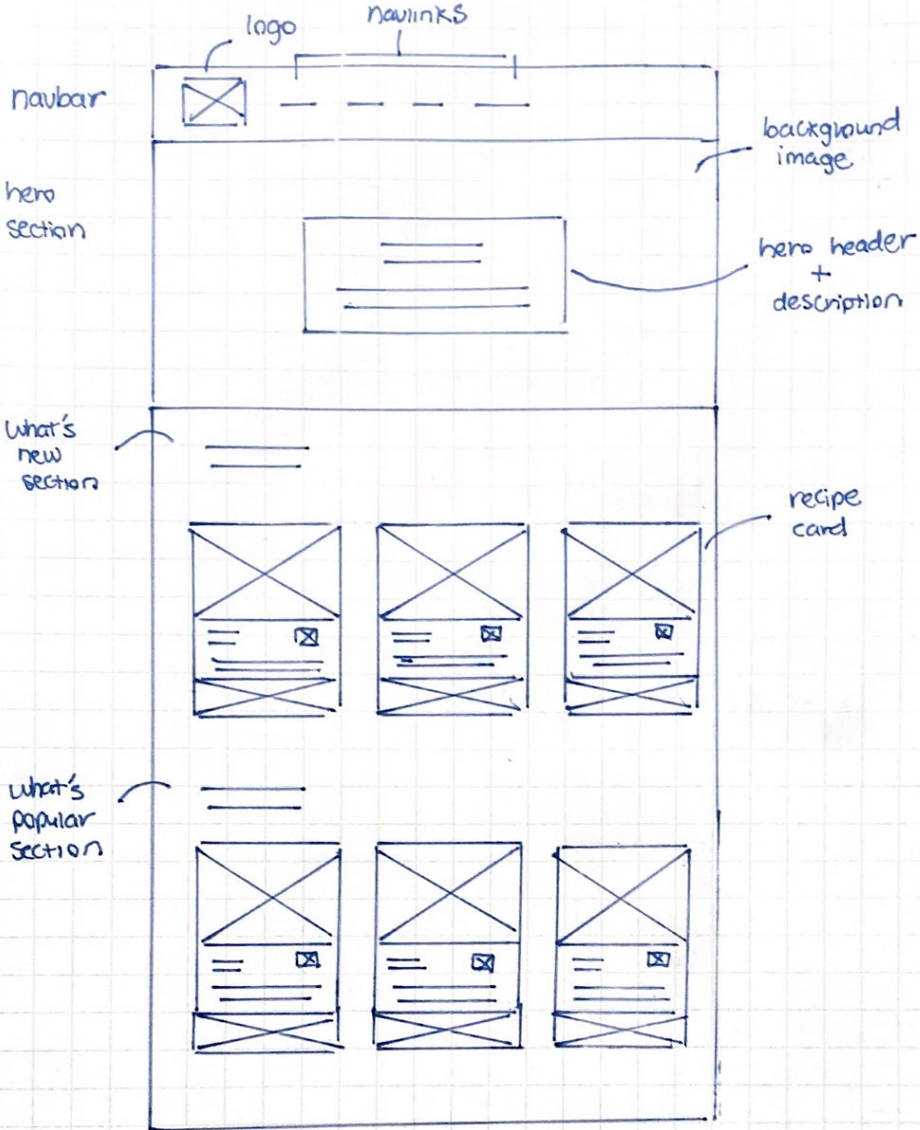 logo
navlinks
navbar
background
image
hero
section
hero header
+
description
what's
new
section
recipe
card
what's
popular
section